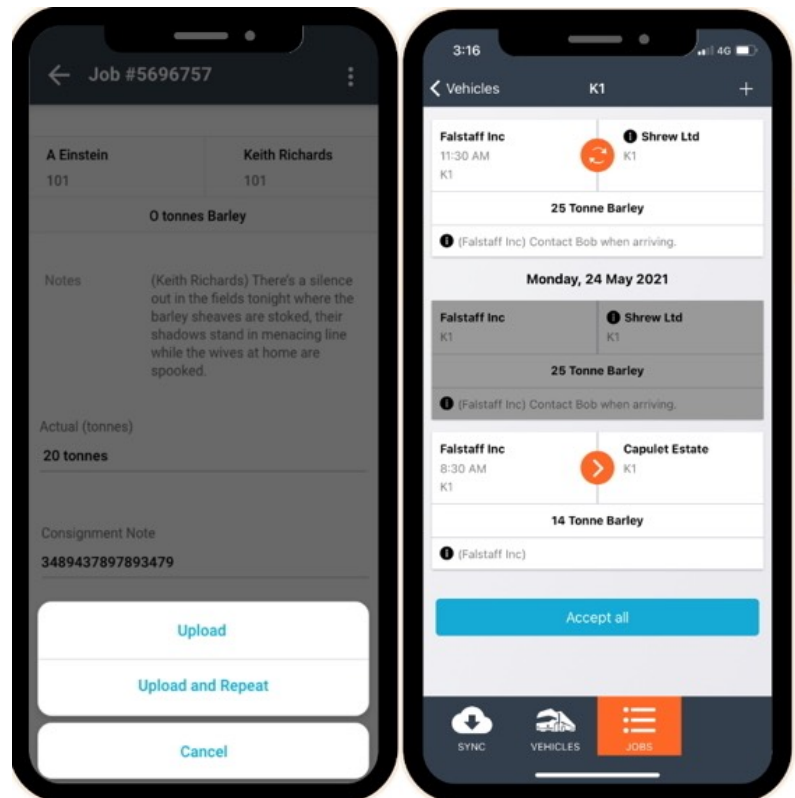 Job #5696757
A Einstein
Keith Richards
101
101
0 tonnes Barley
Notes
(Keith Richards) There's a silence
out in the fields tonight where the
barley sheaves are stoked, their
shadows stand in menacing line
while the wives at home are
spooked.
Actual (tonnes)
20 tonnes
Consignment Note
3489437897893479
Upload
Upload and Repeat
Cancel
3:16
4G
Vehicles
K1
+
Falstaff Inc
Shrew Ltd
11:30 AM
K1
K1
25 Tonne Barley
(Falstaff Inc) Contact Bob when arriving.
Monday, 24 May 2021
Falstaff Inc
Shrew Ltd
K1
K1
25 Tonne Barley
(Falstaff Inc) Contact Bob when arriving.
Falstaff Inc
Capulet Estate
8:30 AM
K1
K1
14 Tonne Barley
(Falstaff Inc)
Accept all
SYNC
VEHICLES
JOBS